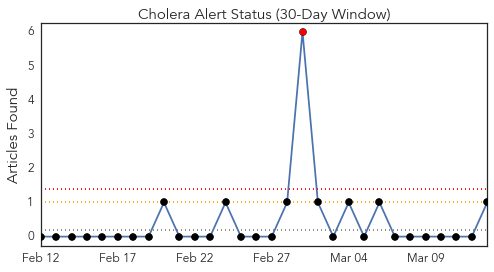 Cholera Alert Status (30-Day Window)
Articles Found
6
5
4
3
2
1
0
Feb 12 Feb 17 Feb 22 Feb 27 Mar 04 Mar 09